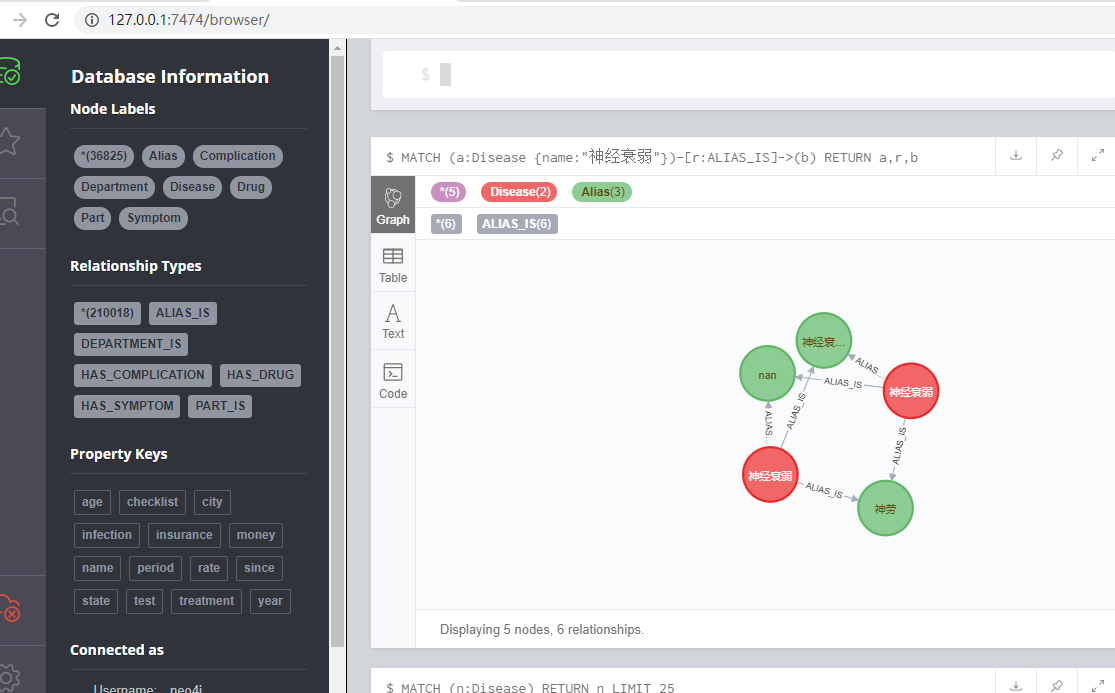 127.0.0.1:7474/browser/
Database Information
Node Labels
*(36825) Alias Complication
Department Disease Drug
Part Symptom
Relationship Types
*(210018) ALIAS_IS
DEPARTMENT_IS
HAS_COMPLICATION HAS_DRUG
HAS_SYMPTOM PART_IS
Property Keys
age checklist city
infection insurance money
name period rate since
state test treatment year
Connected as
Username: neo4j
$
$ MATCH (a:Disease {name:"神经衰弱"})-[r:ALIAS_IS]->(b) RETURN a,r,b
*(5) Disease(2) Alias(3)
*(6) ALIAS_IS(6)
Graph
Table
Text
Code
神经衰...
nan
神经衰弱
神经衰弱
神劳
ALIAS...
ALIAS_IS
ALIAS_IS
ALIAS...
ALIAS_IS
ALIAS_IS
Displaying 5 nodes, 6 relationships.
$ MATCH (n:Disease) RETURN n LIMIT 25